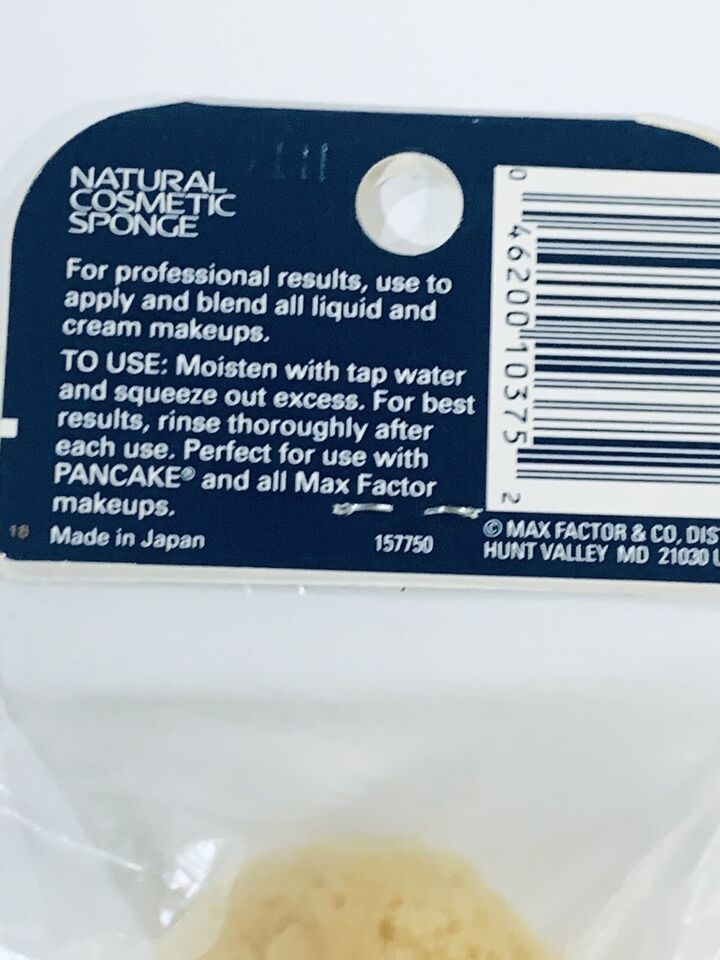 NATURAL
COSMETIC
SPONGE
For professional results, use to
apply and blend all liquid and
cream makeups.
TO USE: Moisten with tap water
and squeeze out excess. For best
results, rinse thoroughly after
each use. Perfect for use with
PANCAKE® and all Max Factor
makeups.
18 Made in Japan
157750
0 46200 10375 2
© MAX FACTOR & CO, DIS
HUNT VALLEY MD 21030 U